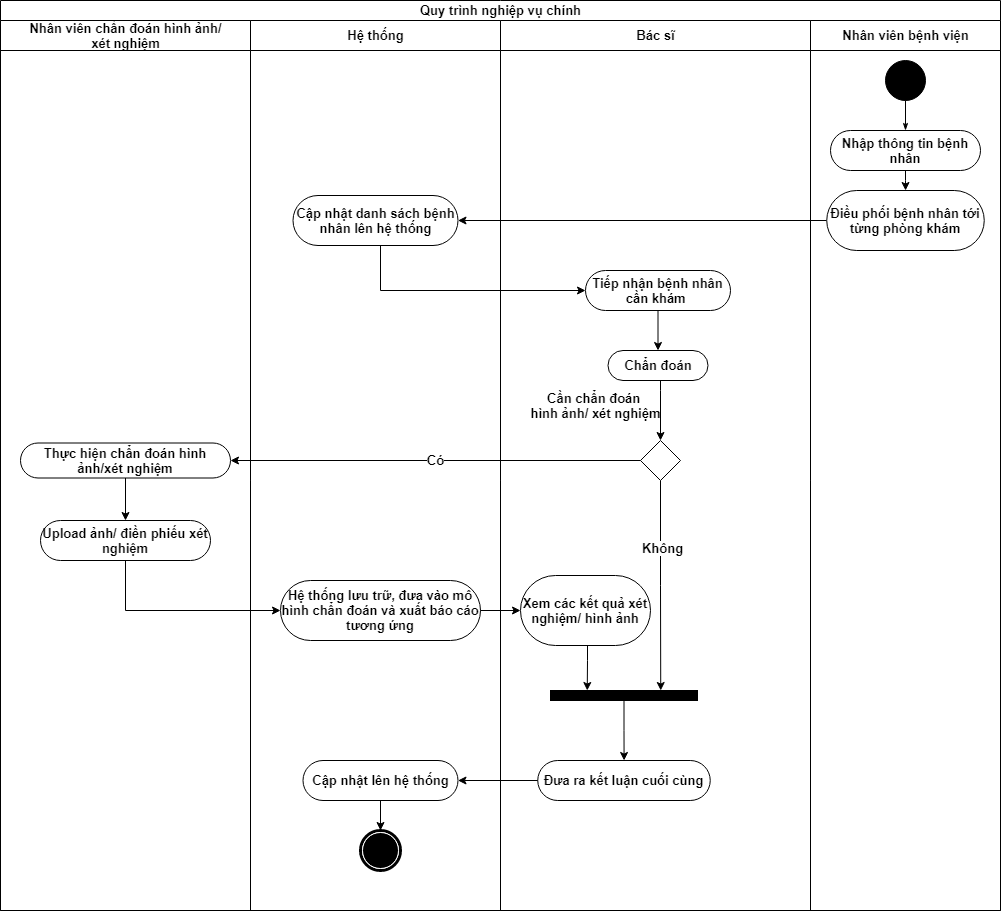 Quy trình nghiệp vụ chính
Nhân viên chẩn đoán hình ảnh/
xét nghiệm
Hệ thống
Bác sĩ
Nhân viên bệnh viện
Nhập thông tin bệnh
nhân
Điều phối bệnh nhân tới
từng phòng khám
Cập nhật danh sách bệnh
nhân lên hệ thống
Tiếp nhận bệnh nhân
cần khám
Chẩn đoán
Cần chẩn đoán
hình ảnh/ xét nghiệm
Có
Thực hiện chẩn đoán hình
ảnh/xét nghiệm
Upload ảnh/ điền phiếu xét
nghiệm
Không
Hệ thống lưu trữ, đưa vào mô
hình chẩn đoán và xuất báo cáo
tương ứng
Xem các kết quả xét
nghiệm/ hình ảnh
Đưa ra kết luận cuối cùng
Cập nhật lên hệ thống